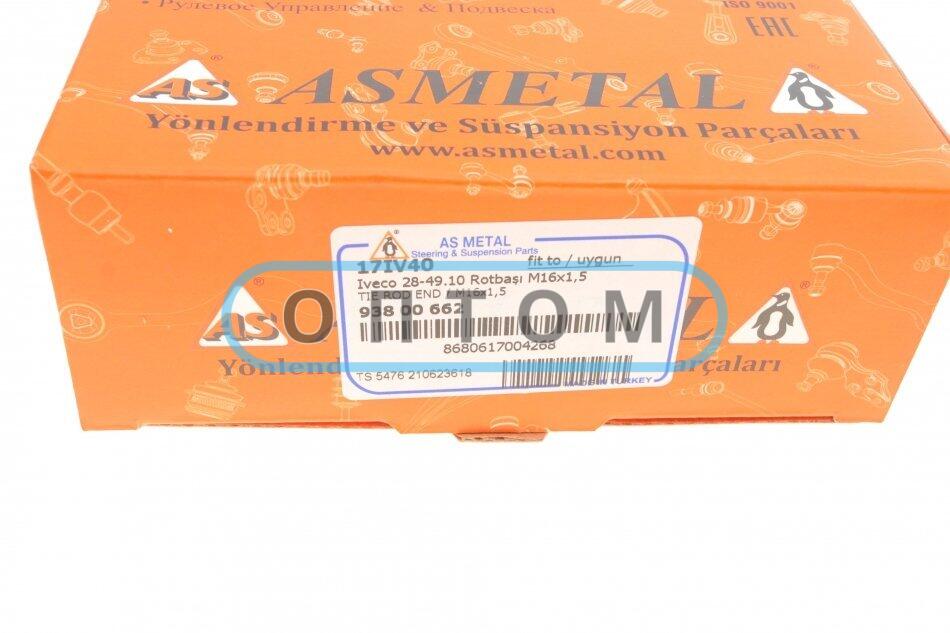 • Рулевое Управление & Подвеска
ISO 9001
EAC
AS ® ASMETAL
Yönlendirme ve Süspansiyon Parçaları
www.asmetal.com
AS METAL
Steering & Suspension Parts
17IV40 fit to / uygun
Iveco 28-49.10 Rotbaşı M16x1,5
TIE ROD END / M16x1,5
938 00 662
ОПТОМ
8680617004268
AS
Yönlend
arçaları
TS 5476 210623618
MADE IN TURKEY